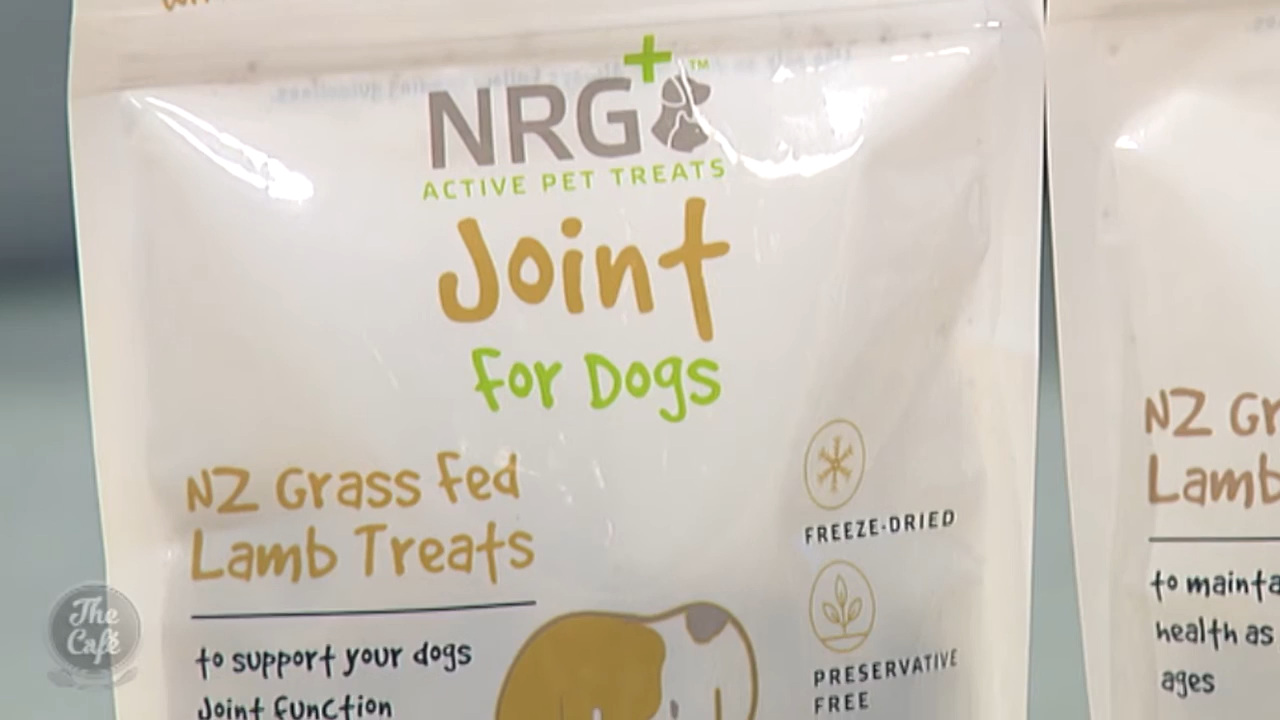 NRG+ ™
ACTIVE PET TREATS
Joint
for Dogs
NZ Grass Fed
Lamb Treats
to support your dogs
Joint function
FREEZE-DRIED
PRESERVATIVE
FREE
NZ Gr
Lamb
to mainta
health as
ages
The
Café